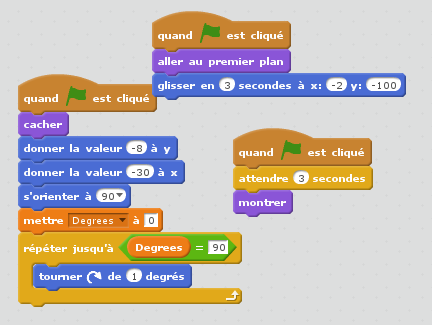 quand est cliqué
aller au premier plan
glisser en 3 secondes à x: -2 y: -100
quand est cliqué
cacher
donner la valeur -8 à y
donner la valeur -30 à x
s'orienter à 90
mettre Degrees à 0
répéter jusqu'à Degrees = 90
tourner de 1 degrés
quand est cliqué
attendre 3 secondes
montrer